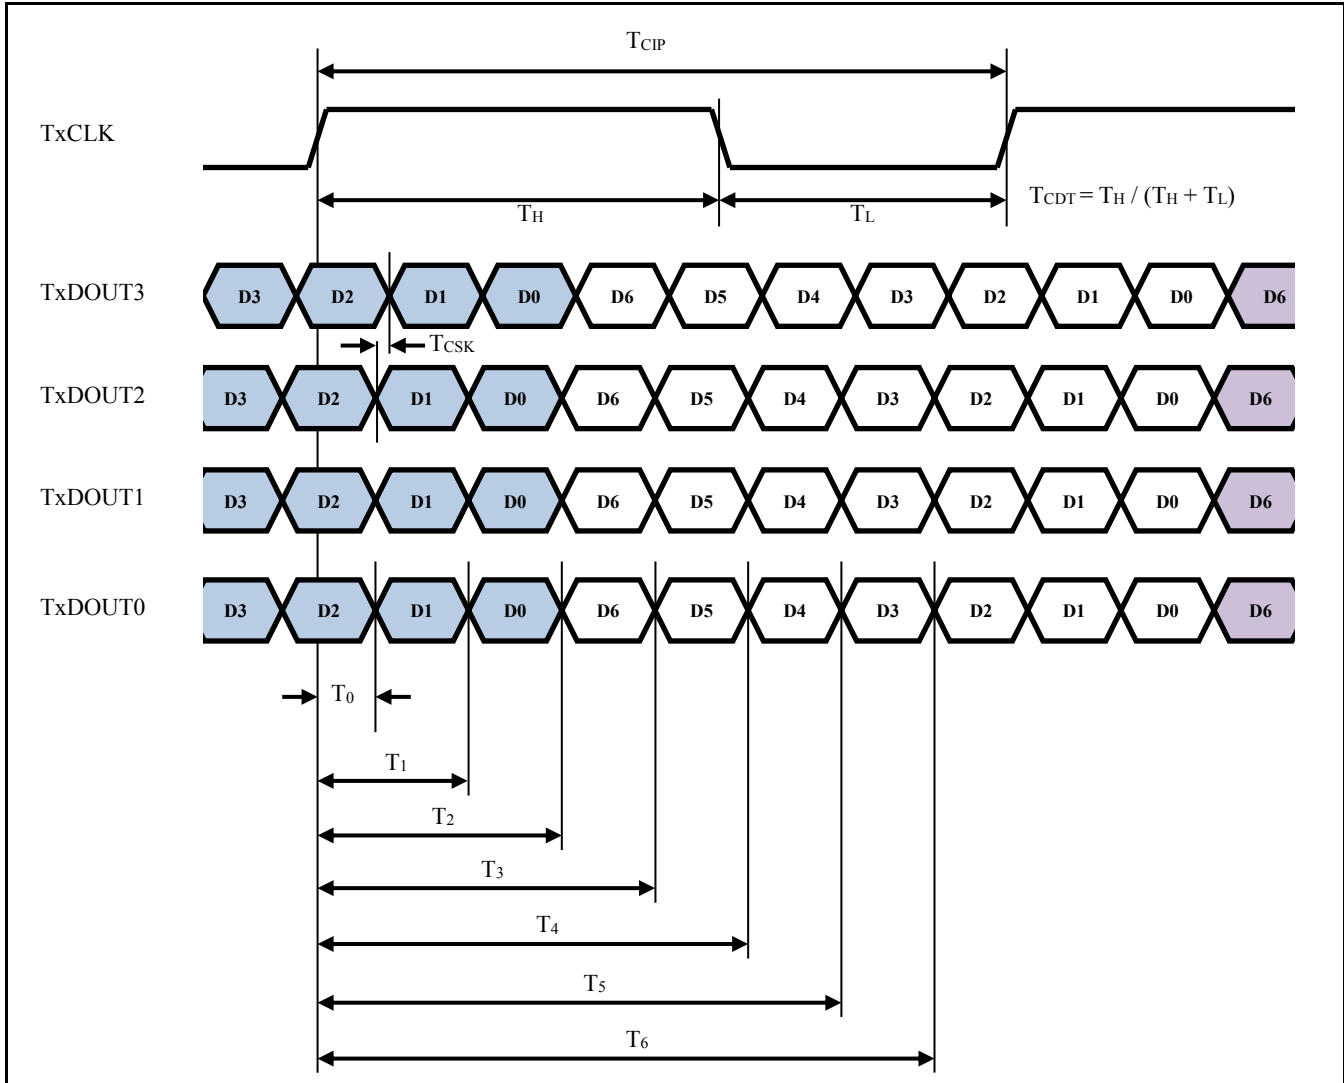 TCIP
TxCLK
TH
TL
TCDT = TH / (TH + TL)
TxDOUT3
D3 D2 D1 D0 D6 D5 D4 D3 D2 D1 D0 D6
TCSK
TxDOUT2
D3 D2 D1 D0 D6 D5 D4 D3 D2 D1 D0 D6
TxDOUT1
D3 D2 D1 D0 D6 D5 D4 D3 D2 D1 D0 D6
TxDOUT0
D3 D2 D1 D0 D6 D5 D4 D3 D2 D1 D0 D6
T0
T1
T2
T3
T4
T5
T6